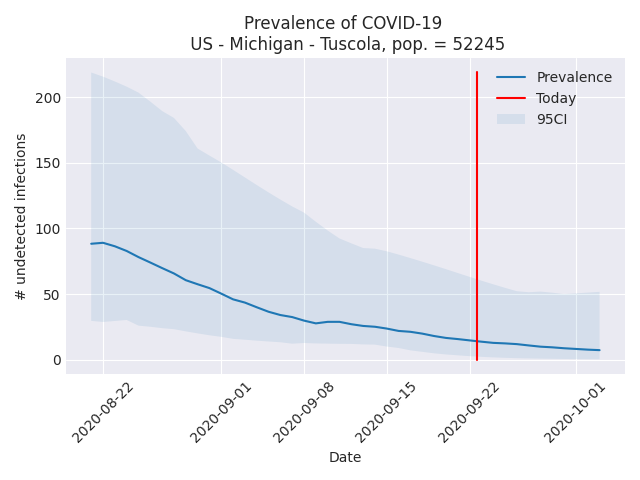 Prevalence of COVID-19
US - Michigan - Tuscola, pop. = 52245
Prevalence
Today
95CI
# undetected infections
200
150
100
50
0
2020-08-22
2020-09-01
2020-09-08
2020-09-15
2020-09-22
2020-10-01
Date